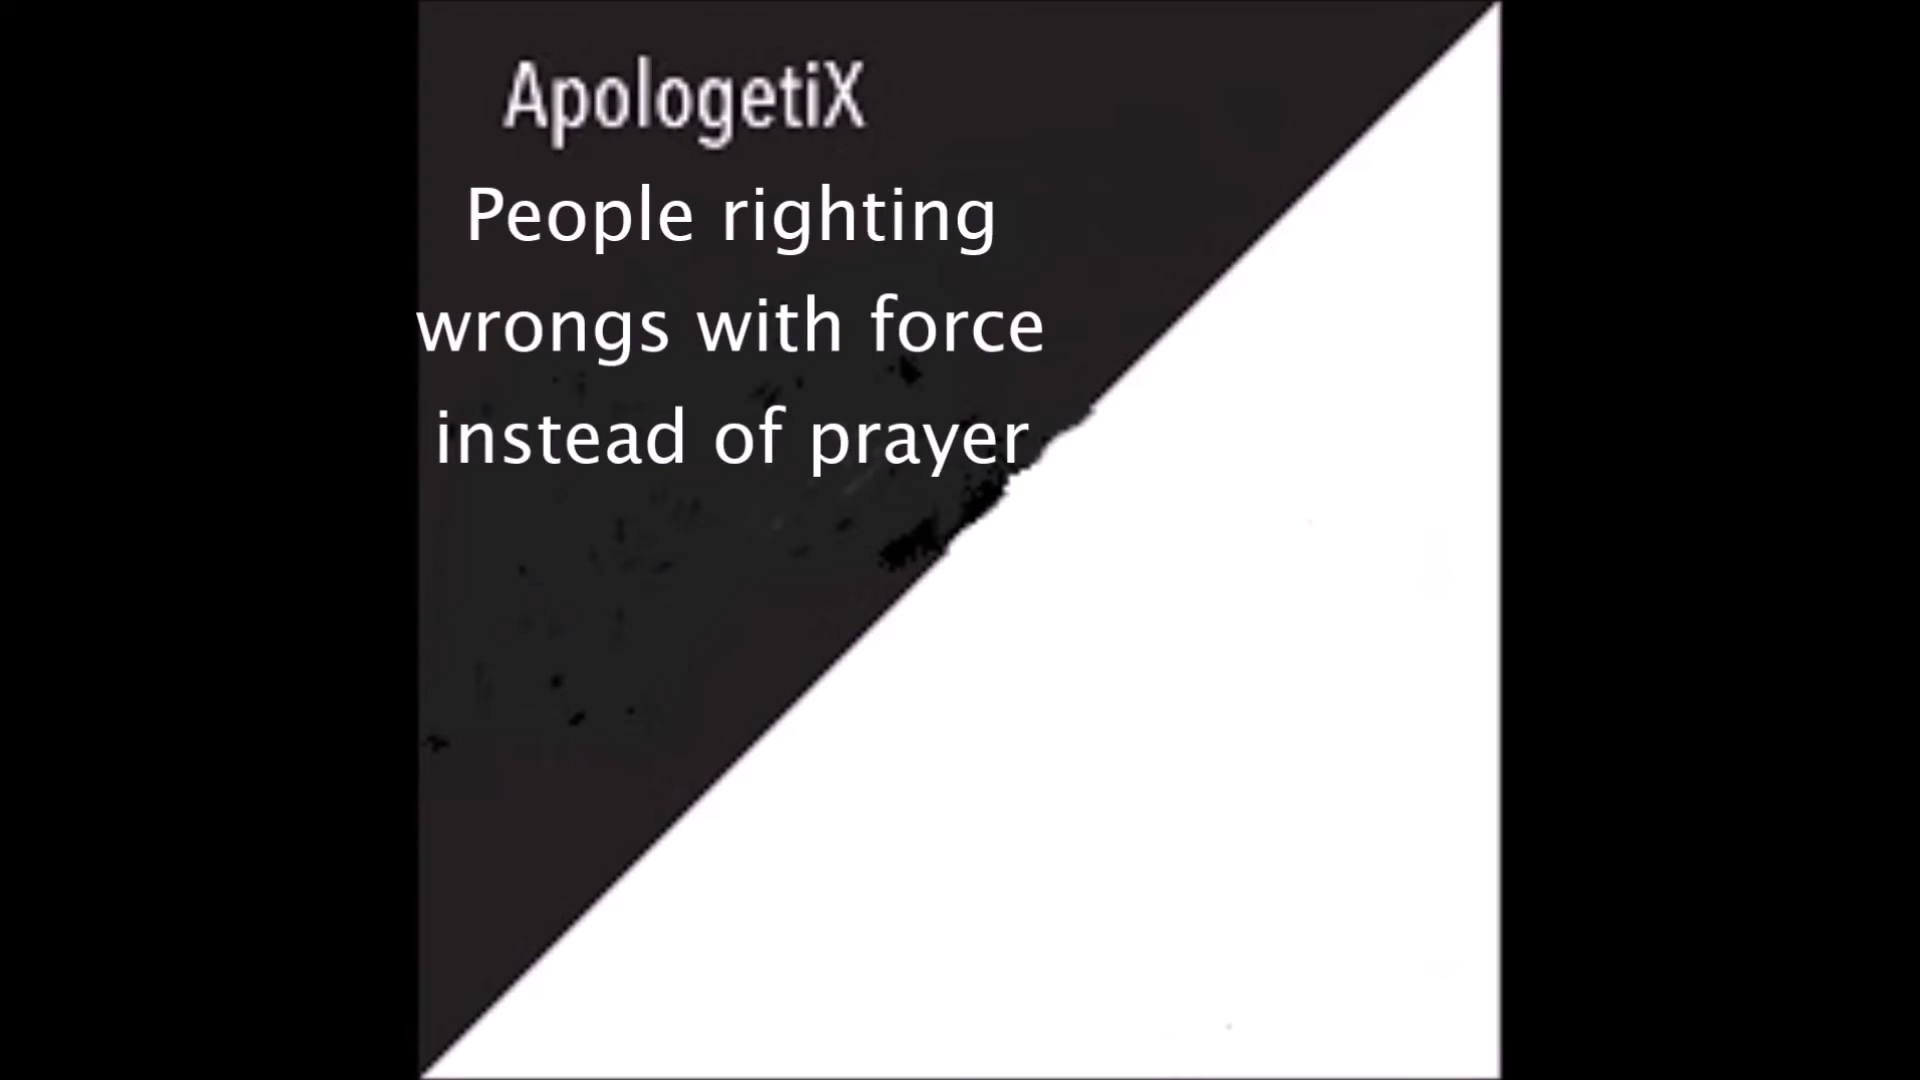 ApologetiX
People righting
wrongs with force
instead of prayer